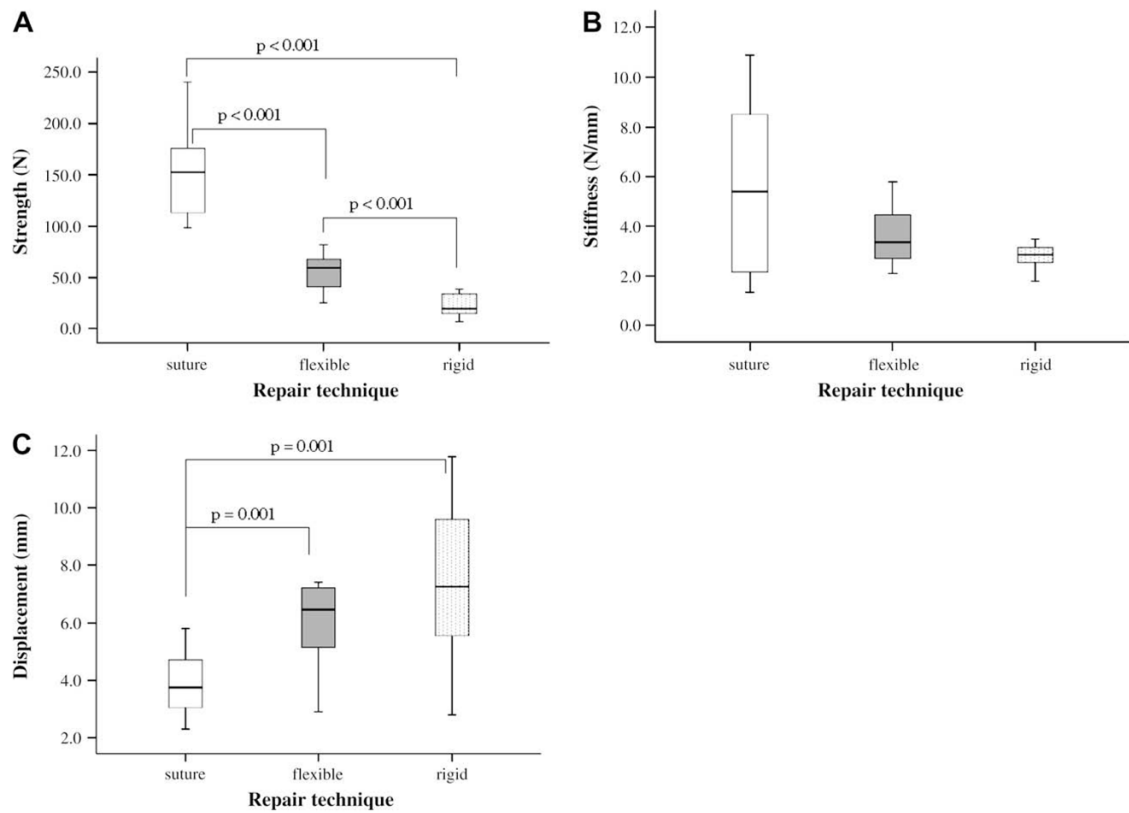 A
p < 0.001
250.0
p < 0.001
200.0
150.0
p < 0.001
100.0
50.0
0.0
Strength (N)
suture flexible rigid
Repair technique
B
12.0
10.0
8.0
6.0
4.0
2.0
0.0
Stiffness (N/mm)
suture flexible rigid
Repair technique
C
12.0
p = 0.001
10.0
p = 0.001
8.0
6.0
4.0
2.0
Displacement (mm)
suture flexible rigid
Repair technique